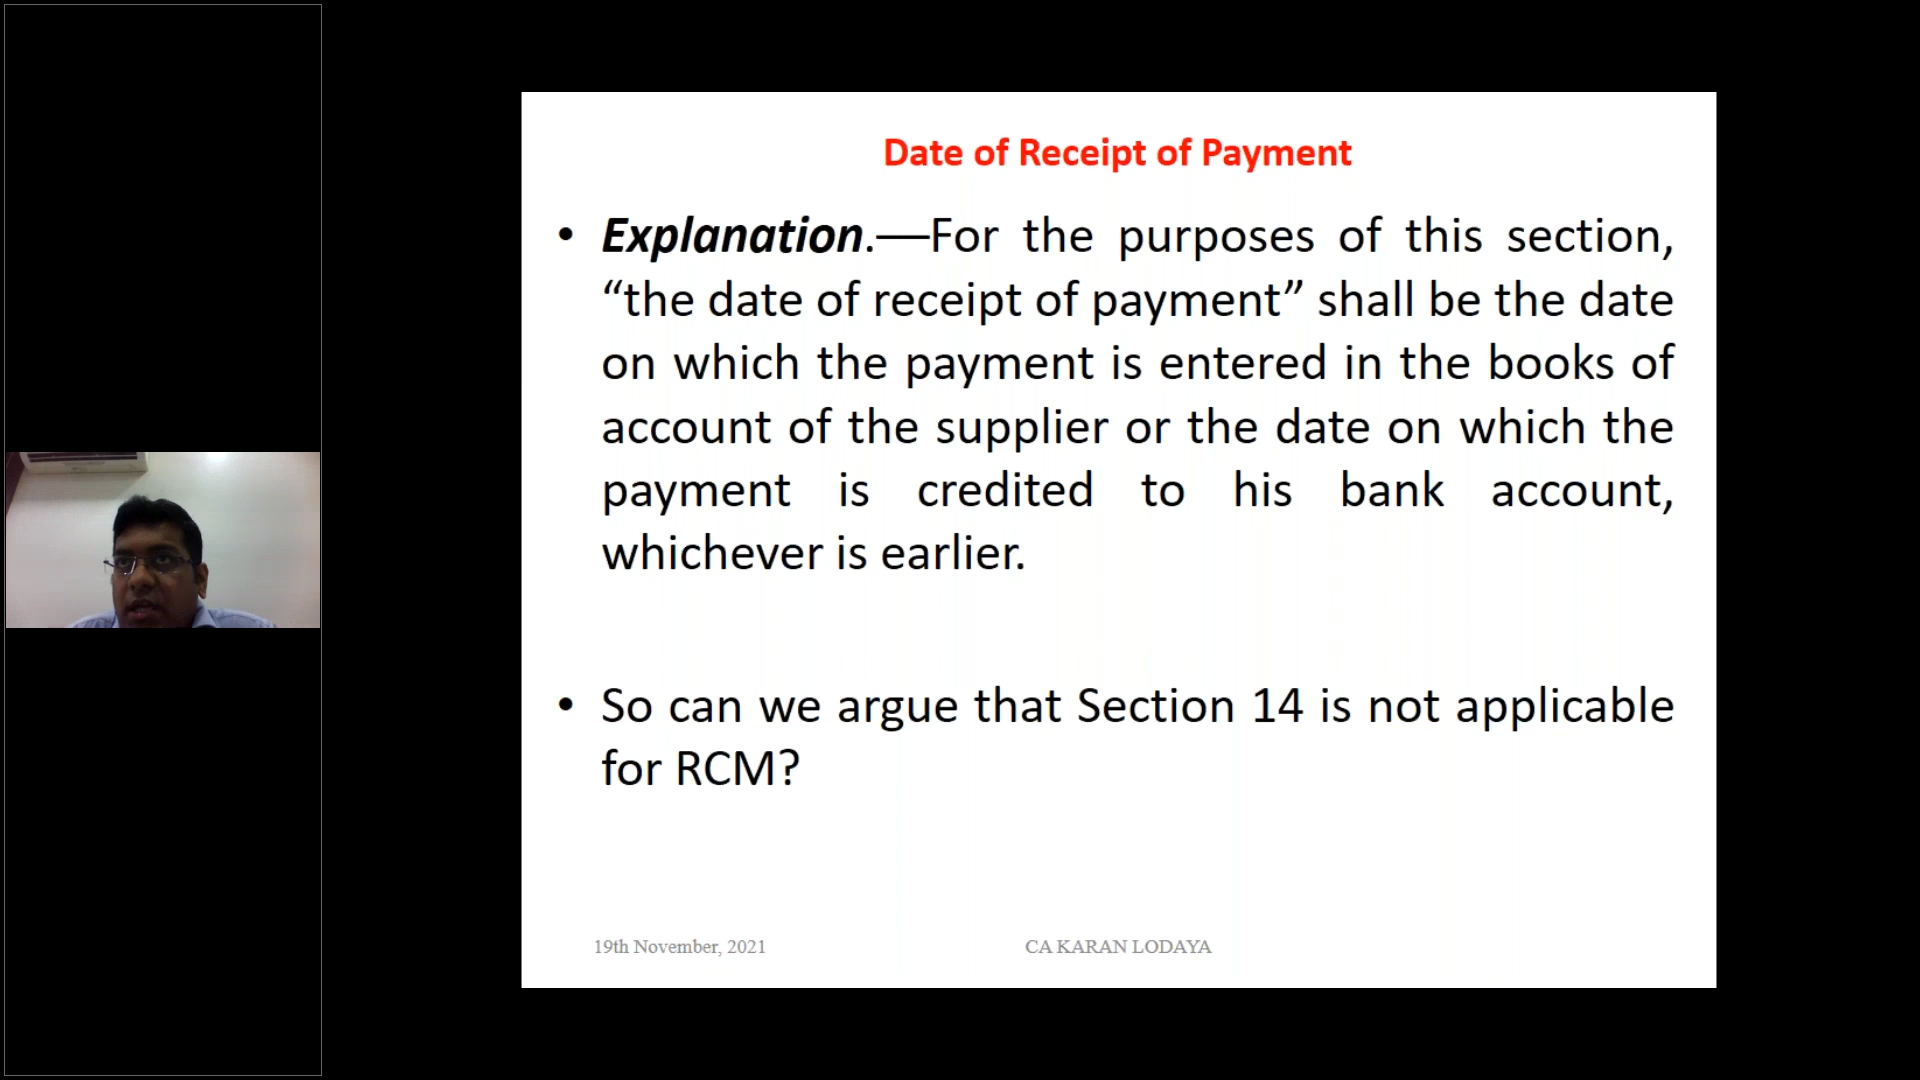 Date of Receipt of Payment
• Explanation.—For the purposes of this section,
“the date of receipt of payment” shall be the date
on which the payment is entered in the books of
account of the supplier or the date on which the
payment is credited to his bank account,
whichever is earlier.
• So can we argue that Section 14 is not applicable
for RCM?
19th November, 2021
CA KARAN LODAYA